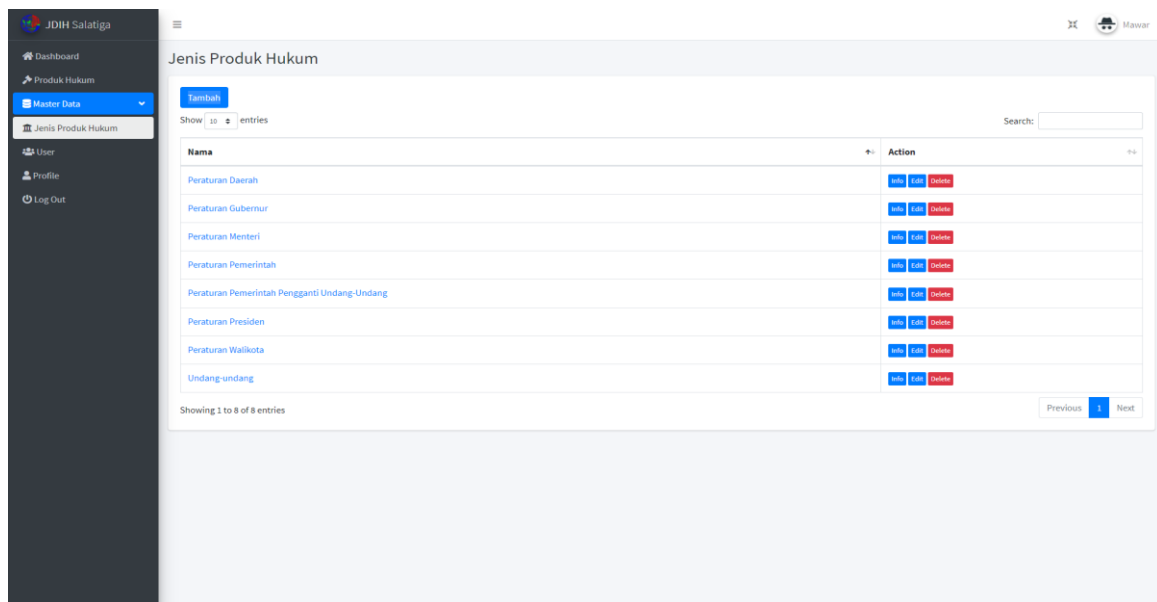 JDIH Salatiga
Mawar
Dashboard
Produk Hukum
Master Data
Jenis Produk Hukum
User
Profile
Log Out
Jenis Produk Hukum
Tambah
Show 10 entries
Search:
Nama Action
Peraturan Daerah Info Edit Delete
Peraturan Gubernur Info Edit Delete
Peraturan Menteri Info Edit Delete
Peraturan Pemerintah Info Edit Delete
Peraturan Pemerintah Pengganti Undang-Undang Info Edit Delete
Peraturan Presiden Info Edit Delete
Peraturan Walikota Info Edit Delete
Undang-undang Info Edit Delete
Showing 1 to 8 of 8 entries
Previous 1 Next